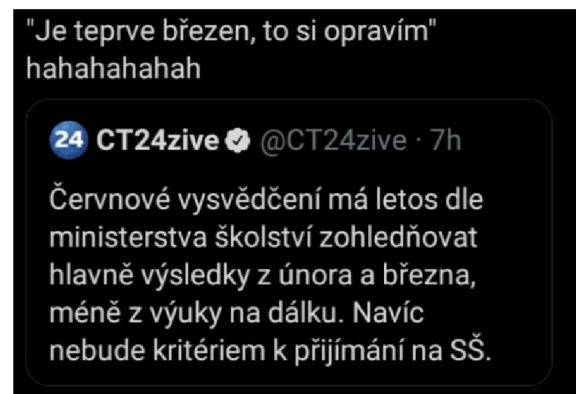 "Je teprve březen, to si opravím"
hahahahahah
24 CT24zive @CT24zive · 7h
Červnové vysvědčení má letos dle
ministerstva školství zohledňovat
hlavně výsledky z února a března,
méně z výuky na dálku. Navíc
nebude kritériem k přijímání na SŠ.